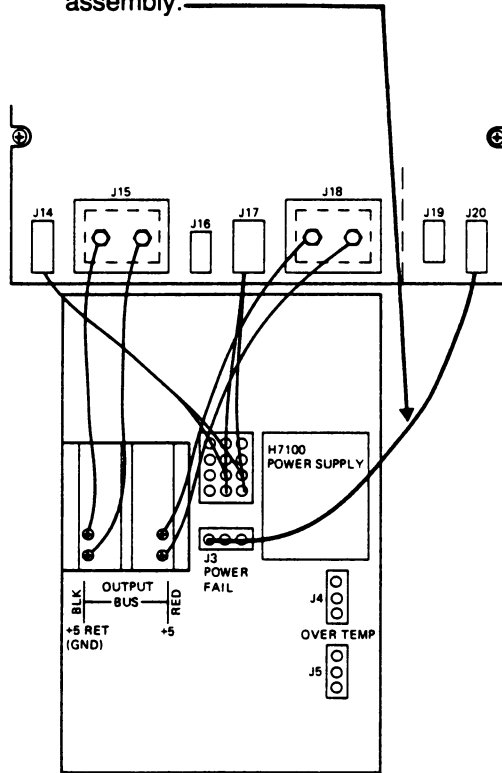 assembly.
J14
J15
J16
J17
J18
J19
J20
H7100
POWER SUPPLY
J3
POWER
FAIL
BLK
OUTPUT
BUS
RED
+5 RET
(GND)
+5
J4
OVER TEMP
J5